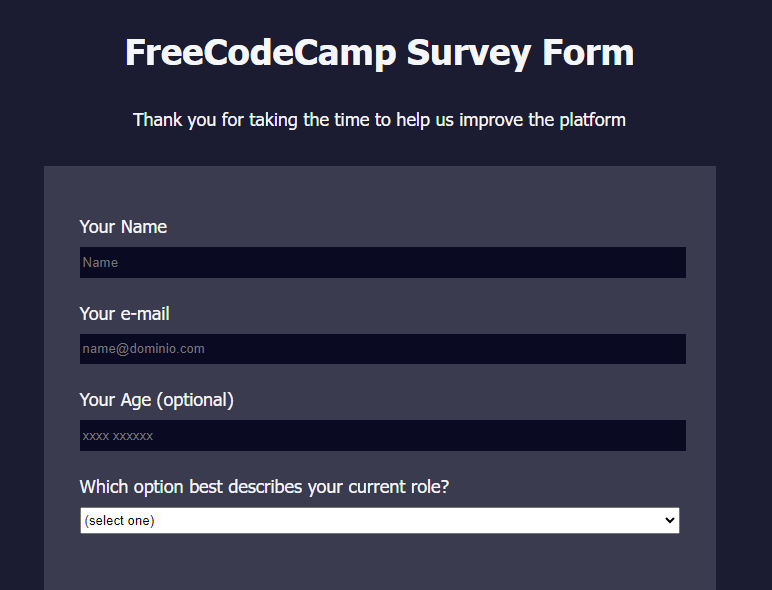 FreeCodeCamp Survey Form
Thank you for taking the time to help us improve the platform
Your Name
Name
Your e-mail
name@dominio.com
Your Age (optional)
xxxx xxxxxx
Which option best describes your current role?
(select one)